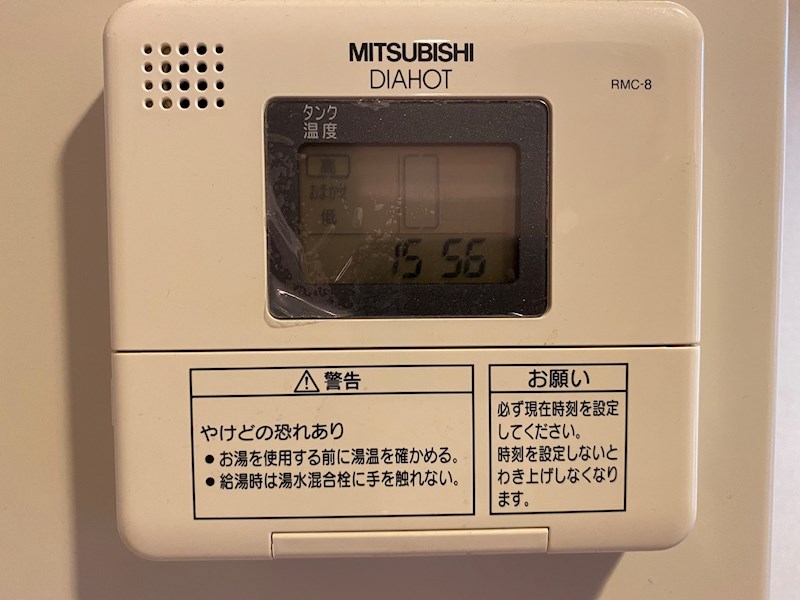 MITSUBISHI
DIAHOT
RMC-8
タンク
温度
高
おまかせ
低
15 56
⚠警告
やけどの恐れあり
●お湯を使用する前に湯温を確かめる。
●給湯時は湯水混合栓に手を触れない。
お願い
必ず現在時刻を設定
してください。
時刻を設定しないと
わき上げしなくなり
ます。